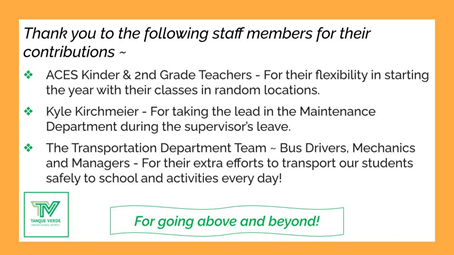 Thank you to the following staff members for their
contributions ~
❖ ACES Kinder & 2nd Grade Teachers - For their flexibility in starting
the year with their classes in random locations.
❖ Kyle Kirchmeier - For taking the lead in the Maintenance
Department during the supervisor's leave.
❖ The Transportation Department Team ~ Bus Drivers, Mechanics
and Managers - For their extra efforts to transport our students
safely to school and activities every day!
TV
TANQUE VERDE
For going above and beyond!